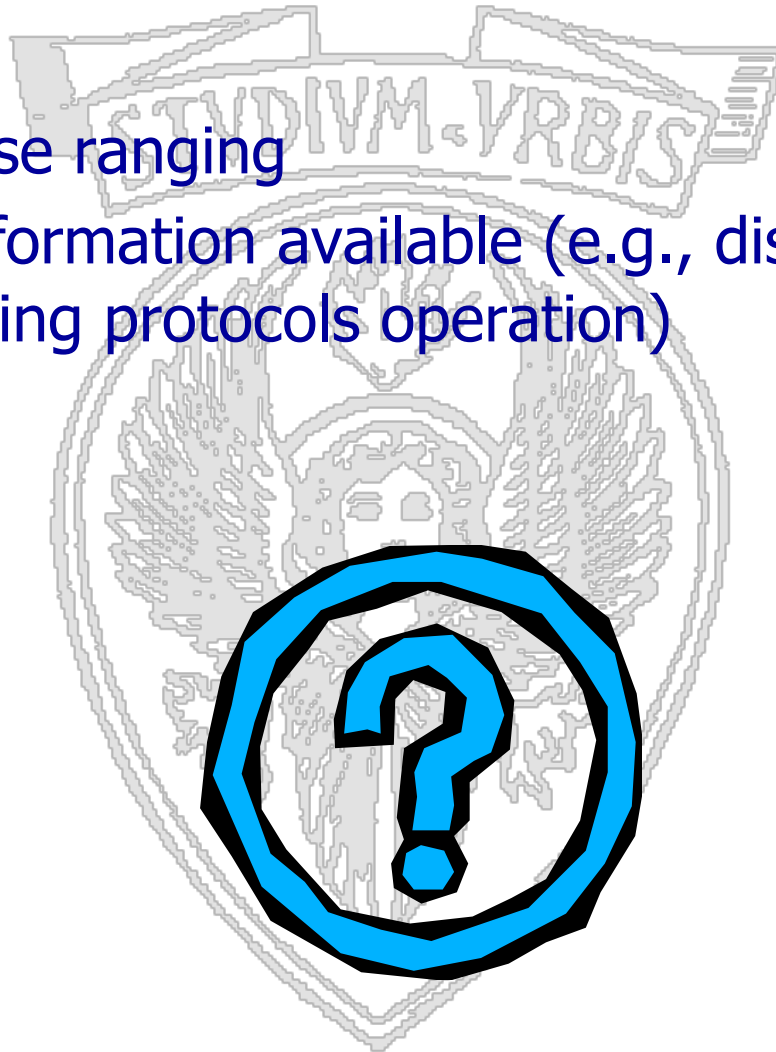 STVDIVM VRBIS
se ranging
formation available (e.g., dis
ing protocols operation)
?